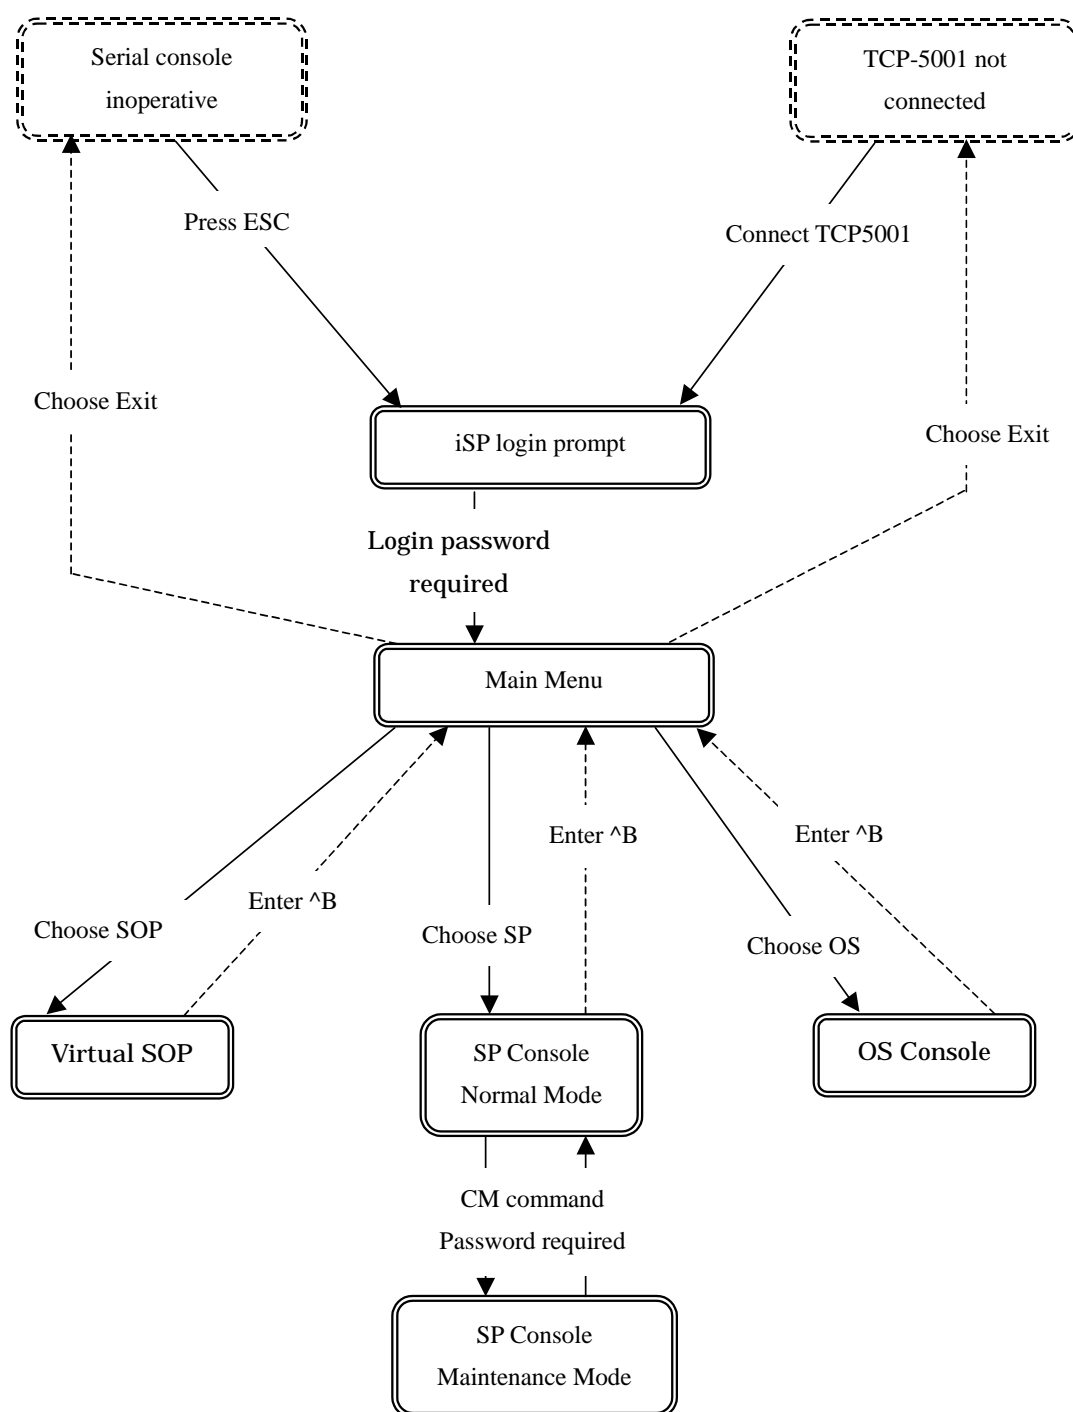 Serial console
inoperative
TCP-5001 not
connected
Press ESC
Connect TCP5001
Choose Exit
Choose Exit
iSP login prompt
Login password
required
Main Menu
Enter ^B
Enter ^B
Enter ^B
Choose SOP
Choose SP
Choose OS
Virtual SOP
SP Console
Normal Mode
OS Console
CM command
Password required
SP Console
Maintenance Mode